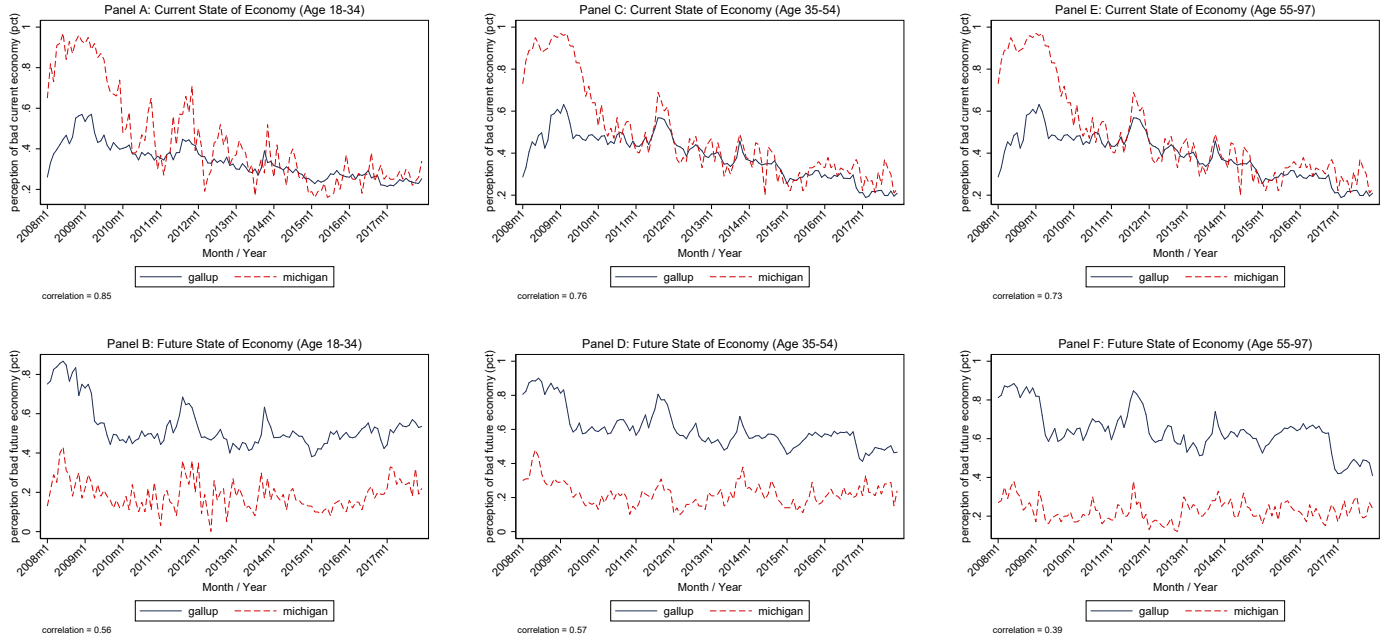 Panel A: Current State of Economy (Age 18-34)
perception of bad current economy (pct)
1
.8
.6
.4
.2
2008m1
2009m1
2010m1
2011m1
2012m1
2013m1
2014m1
2015m1
2016m1
2017m1
Month / Year
gallup
michigan
correlation = 0.85
Panel C: Current State of Economy (Age 35-54)
perception of bad current economy (pct)
1
.8
.6
.4
.2
2008m1
2009m1
2010m1
2011m1
2012m1
2013m1
2014m1
2015m1
2016m1
2017m1
Month / Year
gallup
michigan
correlation = 0.76
Panel E: Current State of Economy (Age 55-97)
perception of bad current economy (pct)
1
.8
.6
.4
.2
2008m1
2009m1
2010m1
2011m1
2012m1
2013m1
2014m1
2015m1
2016m1
2017m1
Month / Year
gallup
michigan
correlation = 0.73
Panel B: Future State of Economy (Age 18-34)
perception of bad future economy (pct)
.8
.6
.4
.2
0
2008m1
2009m1
2010m1
2011m1
2012m1
2013m1
2014m1
2015m1
2016m1
2017m1
Month / Year
gallup
michigan
correlation = 0.56
Panel D: Future State of Economy (Age 35-54)
perception of bad future economy (pct)
1
.8
.6
.4
.2
0
2008m1
2009m1
2010m1
2011m1
2012m1
2013m1
2014m1
2015m1
2016m1
2017m1
Month / Year
gallup
michigan
correlation = 0.57
Panel F: Future State of Economy (Age 55-97)
perception of bad future economy (pct)
1
.8
.6
.4
.2
2008m1
2009m1
2010m1
2011m1
2012m1
2013m1
2014m1
2015m1
2016m1
2017m1
Month / Year
gallup
michigan
correlation = 0.39